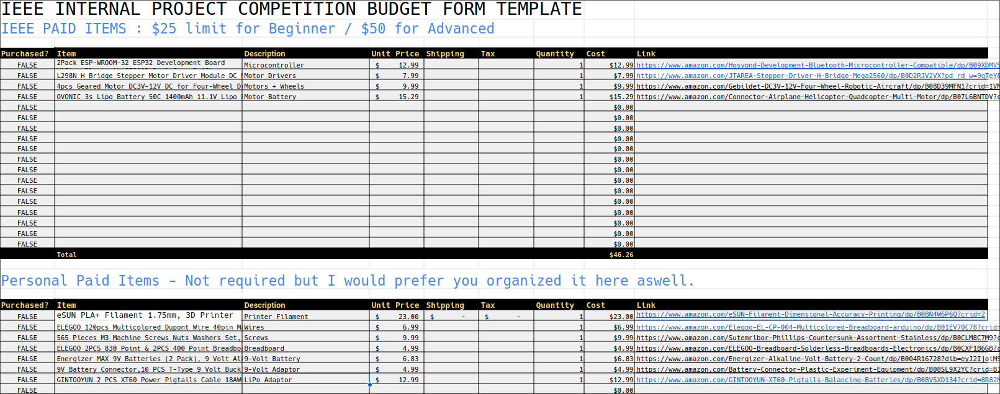 IEEE INTERNAL PROJECT COMPETITION BUDGET FORM TEMPLATE
IEEE PAID ITEMS : $25 limit for Beginner / $50 for Advanced
Purchased? Item Description Unit Price Shipping Tax Quantity Cost Link
FALSE 2Pack ESP-WROOM-32 ESP32 Development Board Microcontroller $ 12.99 1 $12.99 https://www.amazon.com/Hosyond-Development-Bluetooth-Microcontroller-Compatible/dp/B09XDMVS
FALSE L298N H Bridge Stepper Motor Driver Module DC Motor Drivers $ 7.99 1 $7.99 https://www.amazon.com/JTAREA-Stepper-Driver-H-Bridge-Mega2560/dp/B0D2RJV2VX?pd_rd_w=9qTeY&
FALSE 4pcs Geared Motor DC3V-12V DC for Four-Wheel D Motors + Wheels $ 9.99 1 $9.99 https://www.amazon.com/Gebildet-DC3V-12V-Four-Wheel-Robotic-Aircraft/dp/B08D39MFN1?crid=1VM
FALSE OVONIC 3s Lipo Battery 50C 1400mAh 11.1V Lipo Motor Battery $ 15.29 1 $15.29 https://www.amazon.com/Connector-Airplane-Helicopter-Quadcopter-Multi-Motor/dp/B07L6BNTDV?c
FALSE $0.00
FALSE $0.00
FALSE $0.00
FALSE $0.00
FALSE $0.00
FALSE $0.00
FALSE $0.00
FALSE $0.00
FALSE $0.00
FALSE $0.00
FALSE $0.00
FALSE $0.00
FALSE $0.00
FALSE $0.00
Total $46.26
Personal Paid Items - Not required but I would prefer you organized it here aswell.
Purchased? Item Description Unit Price Shipping Tax Quantity Cost Link
FALSE eSUN PLA+ Filament 1.75mm, 3D Printer Printer Filament $ 23.00 $ - $ - 1 $23.00 https://www.amazon.com/eSUN-Filament-Dimensional-Accuracy-Printing/dp/B0BN4W6P6Q?crid=2
FALSE ELEGOO 120pcs Multicolored Dupont Wire 40pin Ma Wires $ 6.99 1 $6.99 https://www.amazon.com/Elegoo-EL-CP-004-Multicolored-Breadboard-arduino/dp/B01EV70C78?crid=
FALSE 565 Pieces M3 Machine Screws Nuts Washers Set, Screws $ 9.99 1 $9.99 https://www.amazon.com/Sutemribor-Phillips-Countersunk-Assortment-Stainless/dp/B0CLM8C7M9?c
FALSE ELEGOO 2PCS 830 Point & 2PCS 400 Point Breadbo Breadboard $ 4.99 1 $4.99 https://www.amazon.com/ELEGOO-Breadboard-Solderless-Breadboards-Electronics/dp/B0CXF1B6GB?c
FALSE Energizer MAX 9V Batteries (2 Pack), 9 Volt Al 9-Volt Battery $ 6.83 1 $6.83 https://www.amazon.com/Energizer-Alkaline-Volt-Battery-2-Count/dp/B004R16728?dib=eyJ2IjoiMS
FALSE 9V Battery Connector,10 PCS T-Type 9 Volt Buck 9-Volt Adaptor $ 4.99 1 $4.99 https://www.amazon.com/Battery-Connector-Plastic-Experiment-Equipment/dp/B08SL9X2YC?crid=BI
FALSE GINTOOYUN 2 PCS XT60 Power Pigtails Cable 18AW LiPo Adaptor $ 12.99 1 $12.99 https://www.amazon.com/GINTOOYUN-XT60-Pigtails-Balancing-Batteries/dp/B0BV5XD134?crid=8R82M
FALSE $0.00